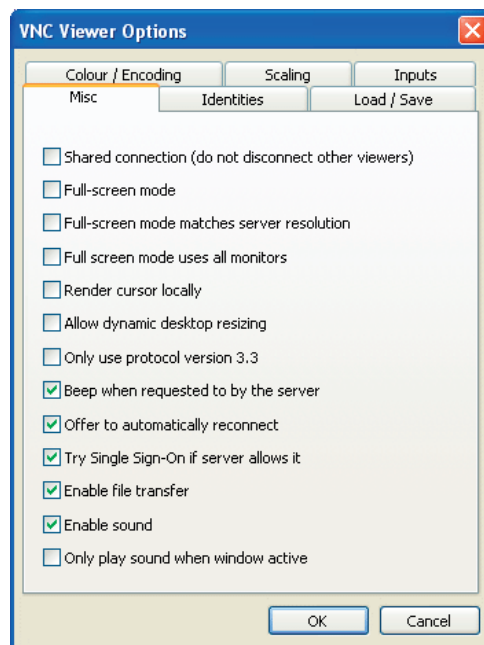 VNC Viewer Options
Colour / Encoding Scaling Inputs
Misc Identities Load / Save
Shared connection (do not disconnect other viewers)
Full-screen mode
Full-screen mode matches server resolution
Full screen mode uses all monitors
Render cursor locally
Allow dynamic desktop resizing
Only use protocol version 3.3
Beep when requested to by the server
Offer to automatically reconnect
Try Single Sign-On if server allows it
Enable file transfer
Enable sound
Only play sound when window active
OK Cancel